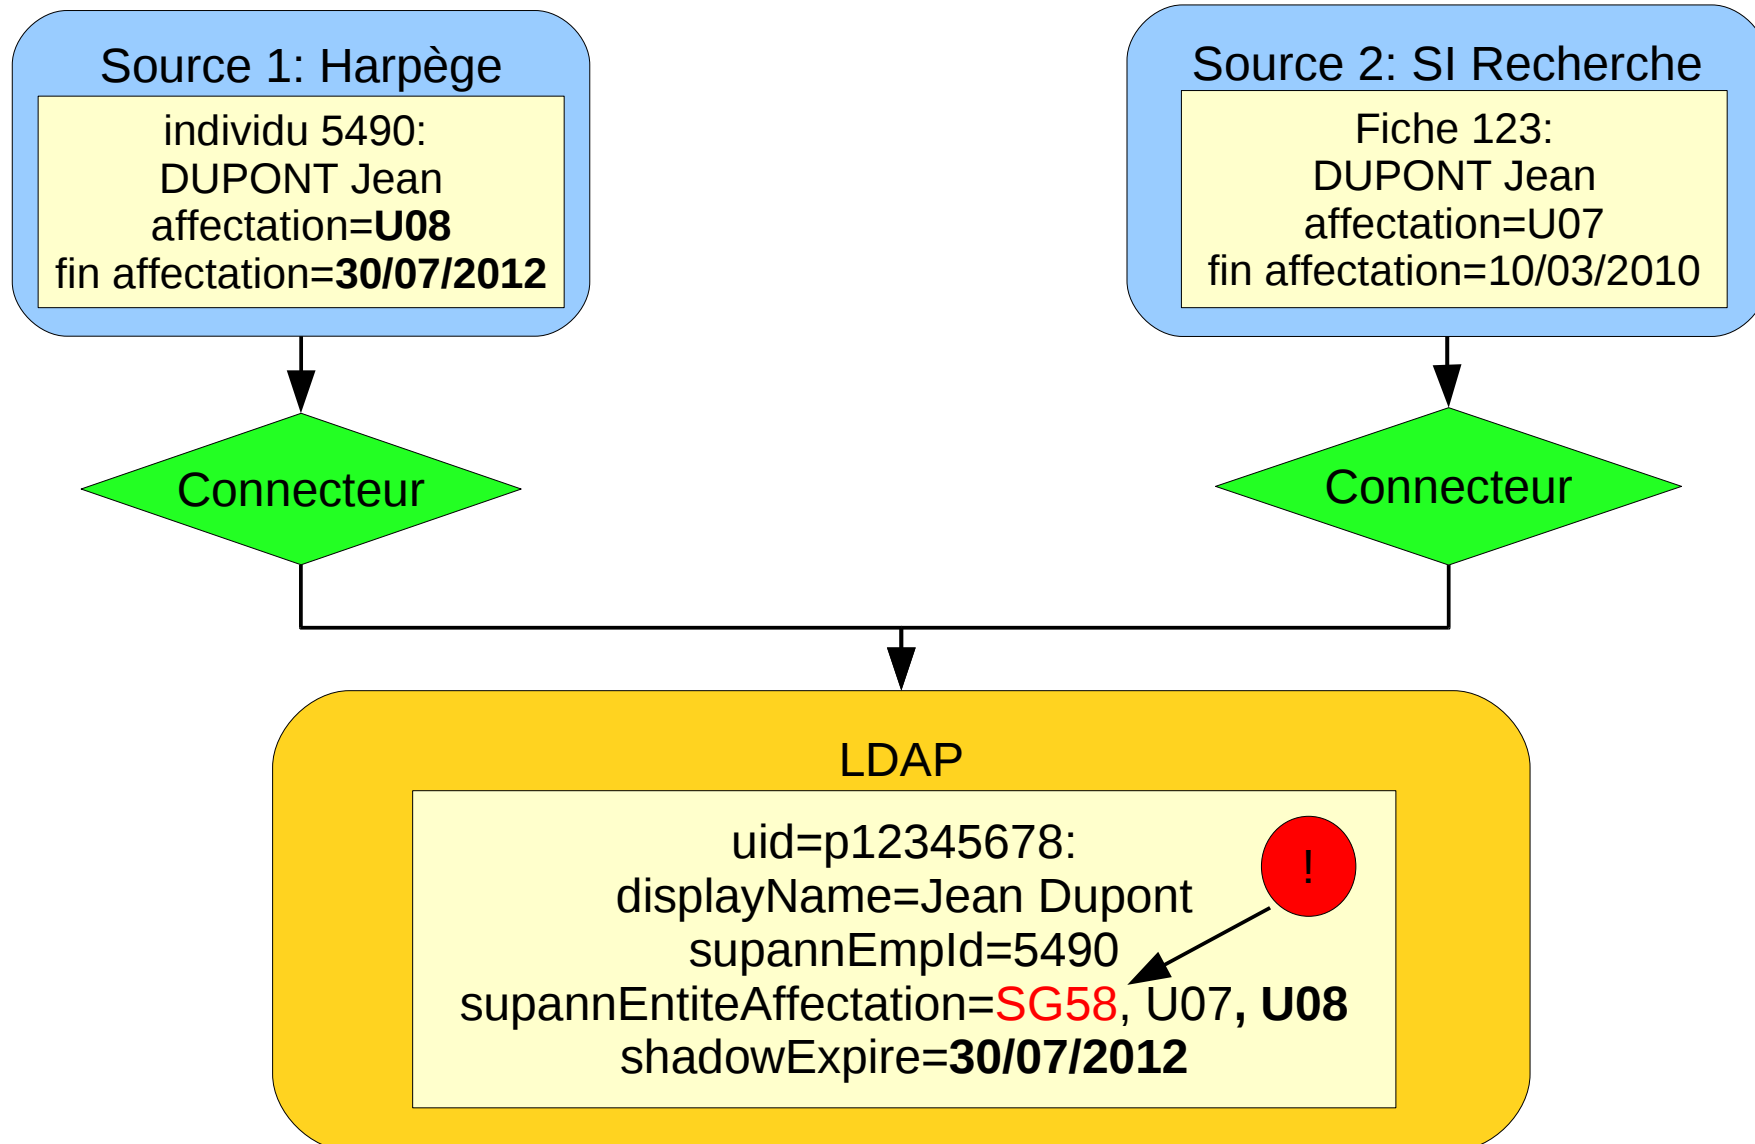 Source 1: Harpège
individu 5490:
DUPONT Jean
affectation=U08
fin affectation=30/07/2012
Source 2: SI Recherche
Fiche 123:
DUPONT Jean
affectation=U07
fin affectation=10/03/2010
Connecteur
Connecteur
LDAP
uid=p12345678:
!
displayName=Jean Dupont
supannEmpId=5490
supannEntiteAffectation=SG58, U07, U08
shadowExpire=30/07/2012